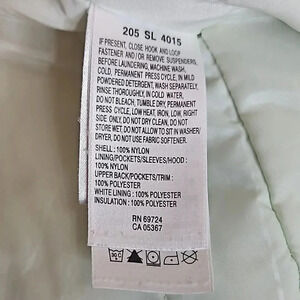 205 SL 4015
IF PRESENT, CLOSE HOOK AND LOOP
FASTENER AND/OR REMOVE SUSPENDERS,
BEFORE LAUNDERING, MACHINE WASH,
COLD, PERMANENT PRESS CYCLE, IN MILD
POWDERED DETERGENT, WASH SEPARATELY,
RINSE THOROUGHLY, IN COLD WATER.
DO NOT BLEACH, TUMBLE DRY, PERMANENT
PRESS CYCLE, LOW HEAT, IRON, LOW, RIGHT
SIDE ONLY, DO NOT DRY CLEAN, DO NOT
STORE WET, DO NOT ALLOW TO SIT IN WASHER/
DRYER, DO NOT USE FABRIC SOFTENER.
SHELL : 100% NYLON
LINING/POCKETS/SLEEVES/HOOD :
100% NYLON
UPPER BACK/POCKETS/TRIM :
100% POLYESTER
WHITE LINING : 100% POLYESTER
INSULATION : 100% POLYESTER
RN 69724
CA 05367